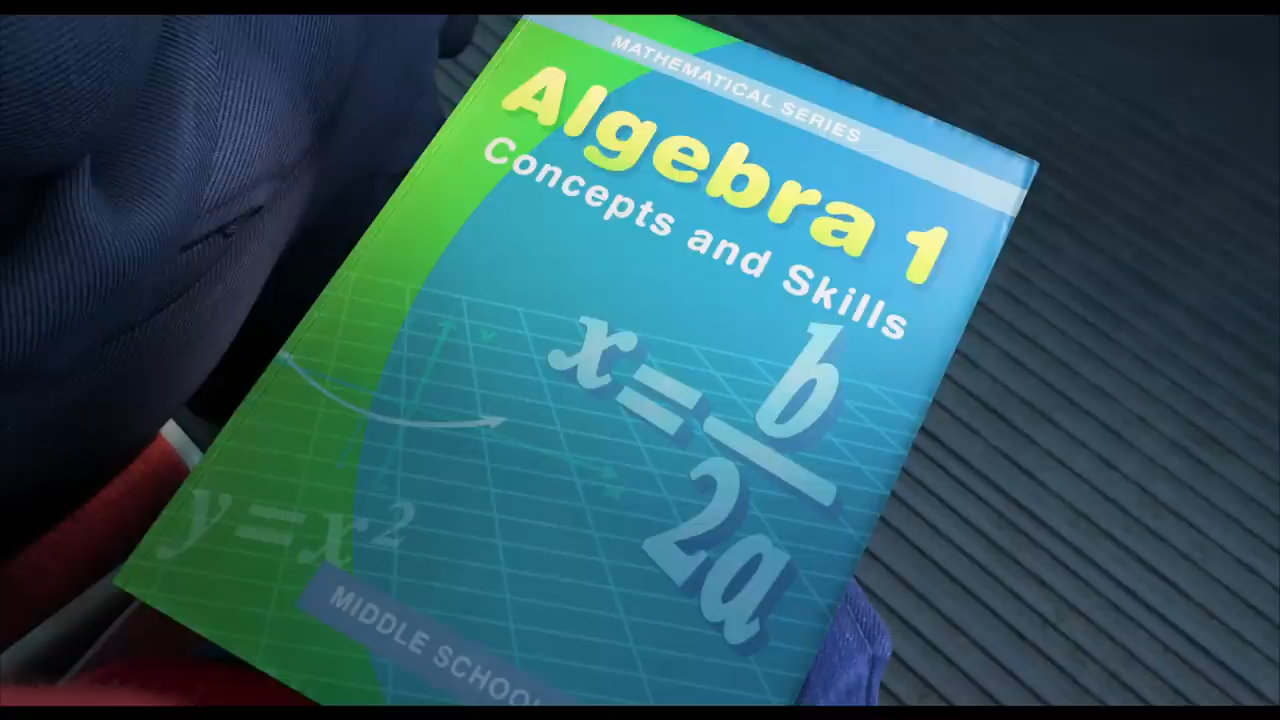 MATHEMATICAL SERIES
Algebra 1
Concepts and Skills
x = b
2a
y = x²
MIDDLE SCHOOL